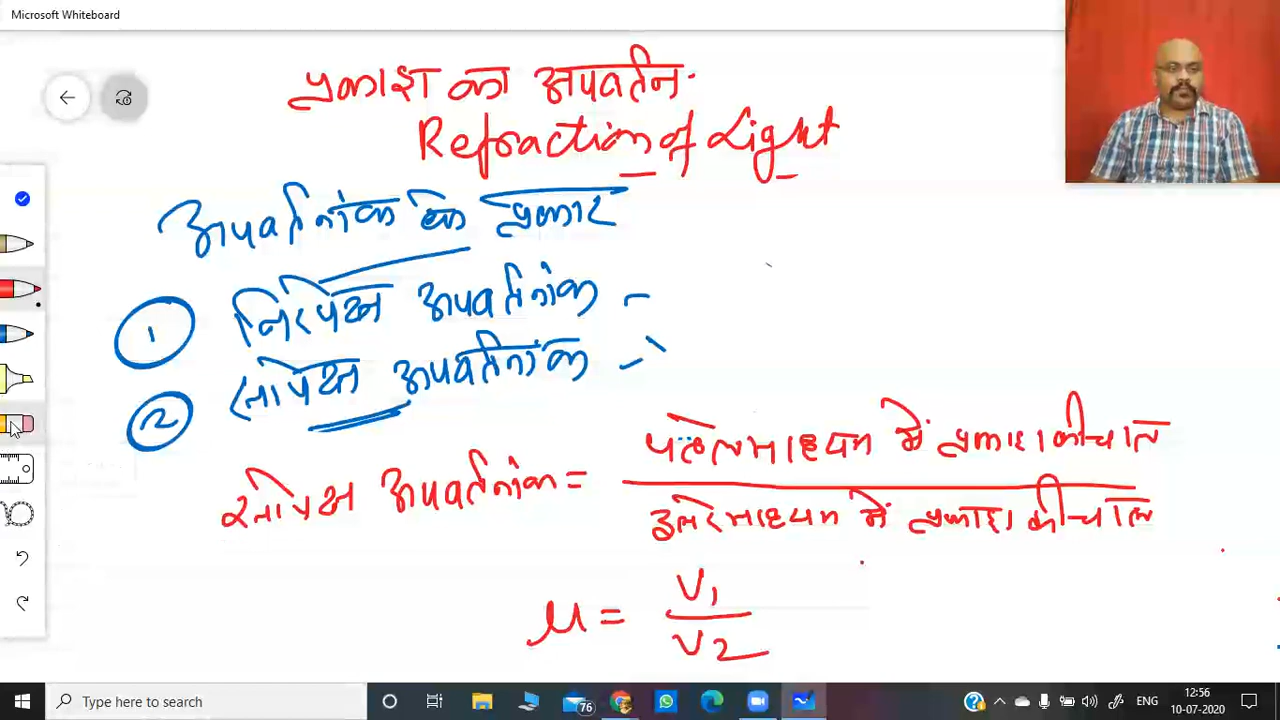 Microsoft Whiteboard
प्रकाश का अपवर्तन
Refraction of Light
अपवर्तनांक के प्रकार
1 निरपेक्ष अपवर्तनांक -
2 सापेक्ष अपवर्तनांक -
सापेक्ष अपवर्तनांक = पहले माध्यम में प्रकाश की चाल
दूसरे माध्यम में प्रकाश की चाल
μ = V1
V2
Type here to search
76
ENG
12:56
10-07-2020